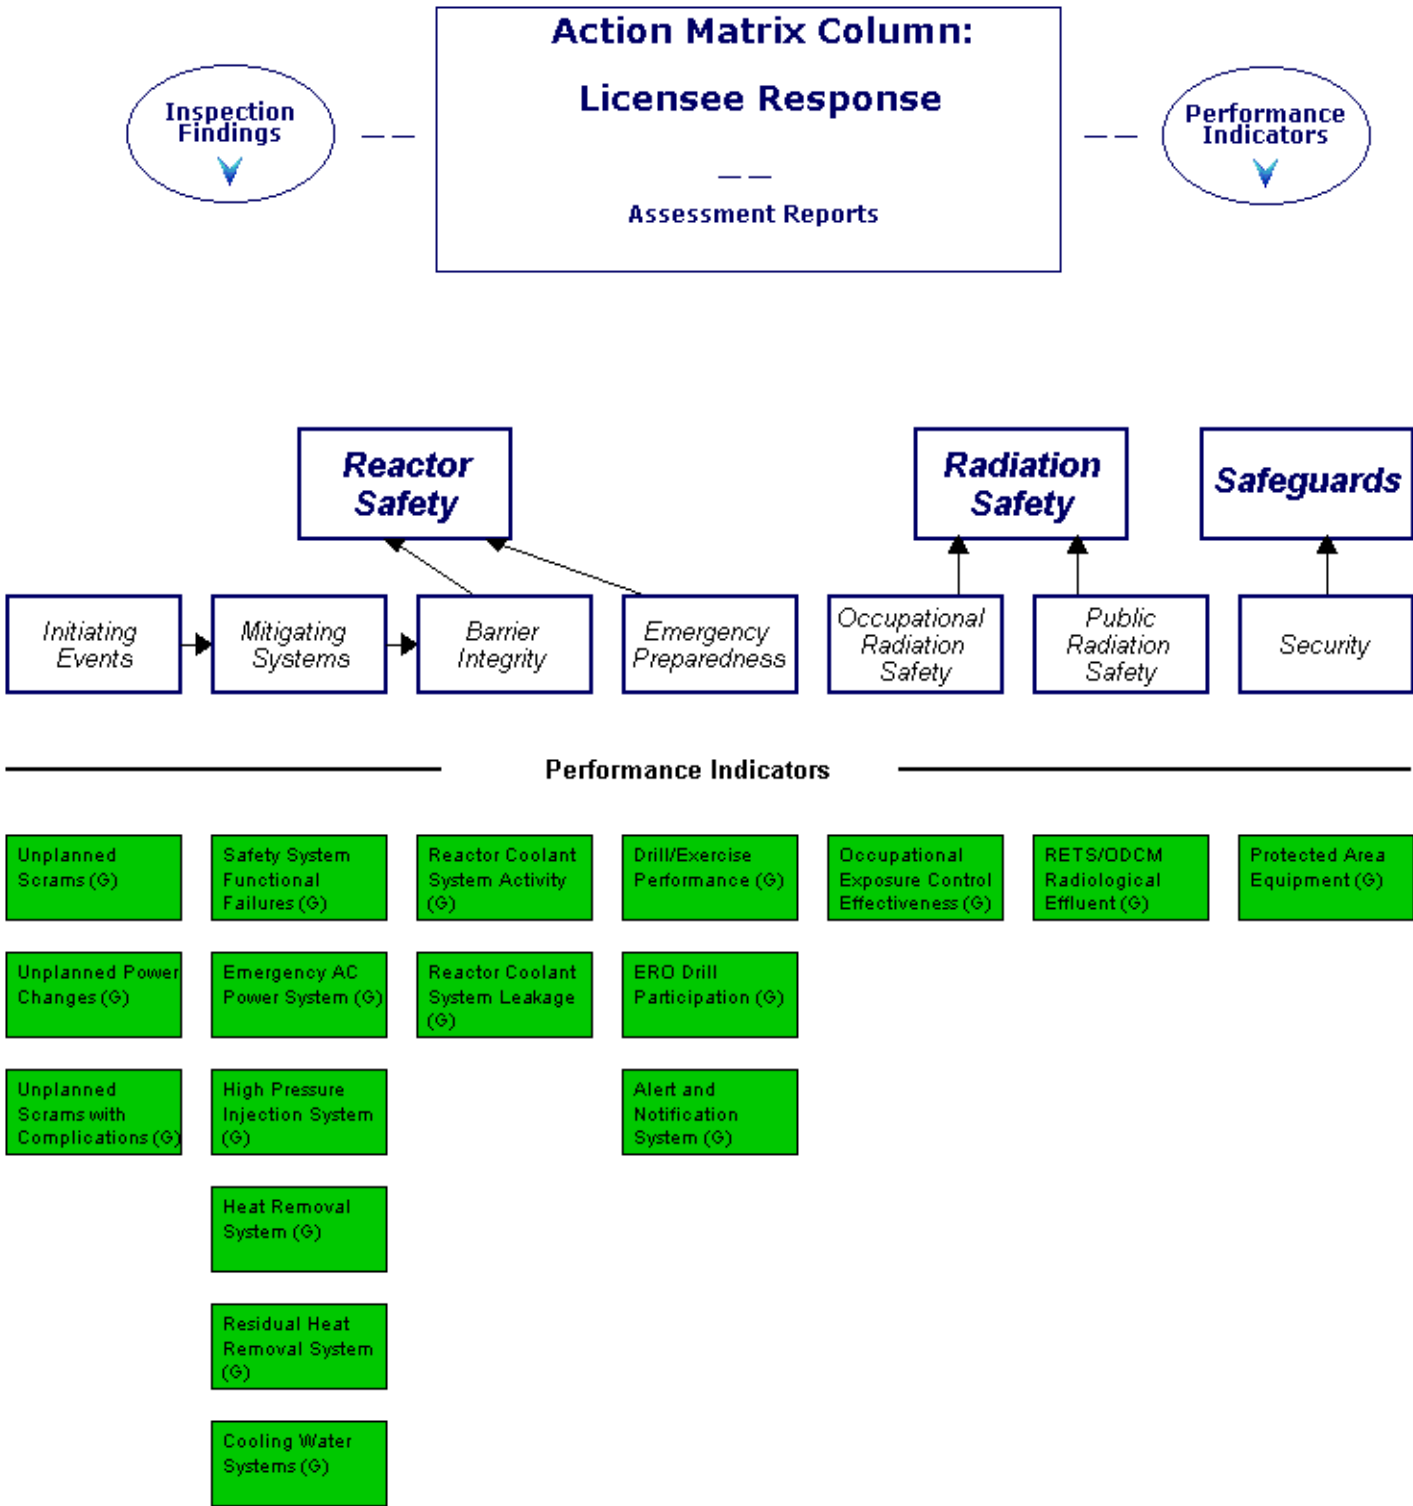 Action Matrix Column:
Licensee Response
Inspection
Findings
Performance
Indicators
Assessment Reports
Reactor
Safety
Radiation
Safety
Safeguards
Initiating
Events
Mitigating
Systems
Barrier
Integrity
Emergency
Preparedness
Occupational
Radiation
Safety
Public
Radiation
Safety
Security
Performance Indicators
Unplanned
Scrams (G)
Safety System
Functional
Failures (G)
Reactor Coolant
System Activity
(G)
Drill/Exercise
Performance (G)
Occupational
Exposure Control
Effectiveness (G)
RETS/ODCM
Radiological
Effluent (G)
Protected Area
Equipment (G)
Unplanned Power
Changes (G)
Emergency AC
Power System (G)
Reactor Coolant
System Leakage
(G)
ERO Drill
Participation (G)
Unplanned
Scrams with
Complications (G)
High Pressure
Injection System
(G)
Alert and
Notification
System (G)
Heat Removal
System (G)
Residual Heat
Removal System
(G)
Cooling Water
Systems (G)